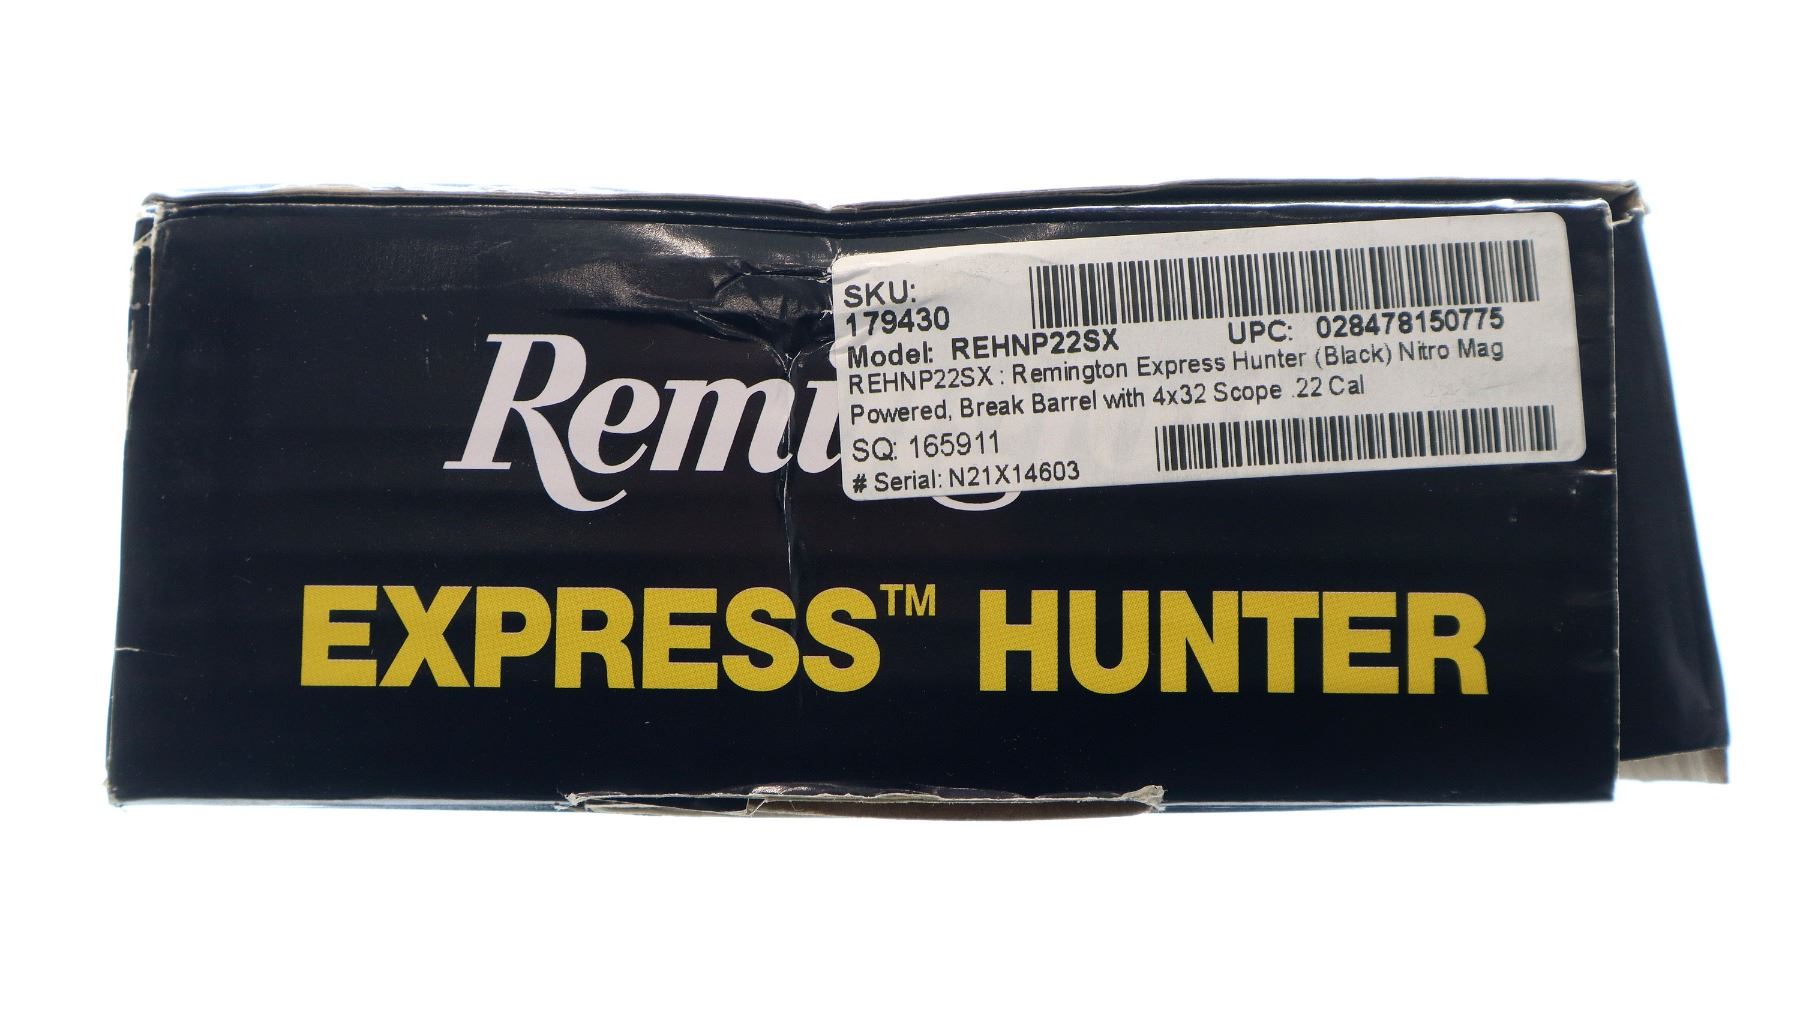 SKU:
179430
Model: REHNP22SX UPC: 028478150775
REHNP22SX : Remington Express Hunter (Black) Nitro Mag
Powered, Break Barrel with 4x32 Scope .22 Cal
SQ: 165911
# Serial: N21X14603
Remi
EXPRESS™ HUNTER